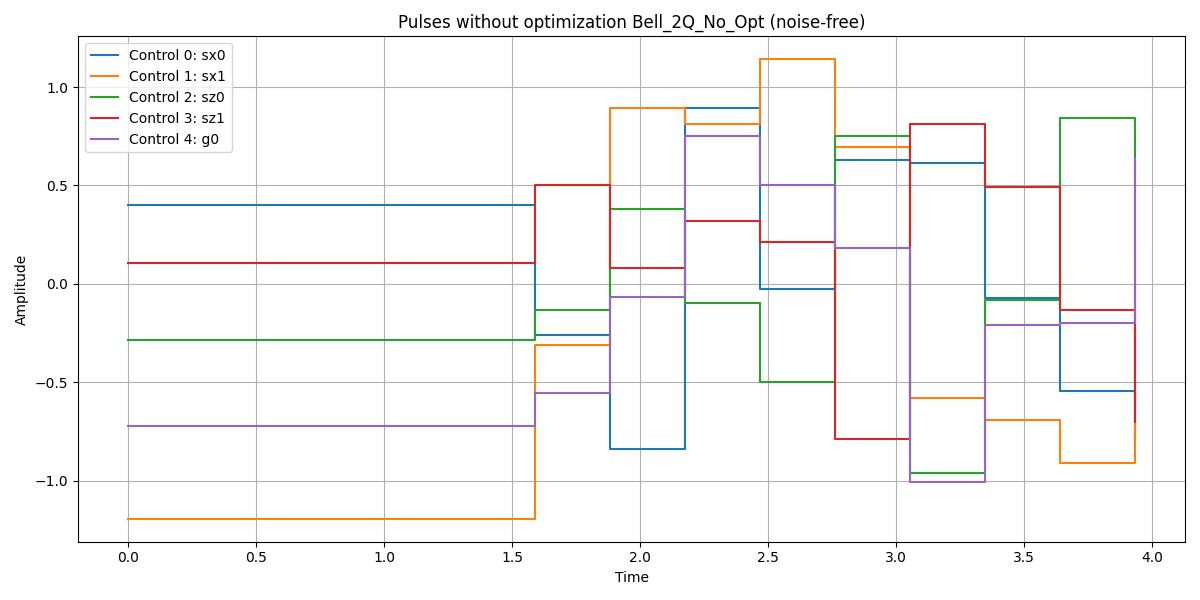 Pulses without optimization Bell_2Q_No_Opt (noise-free)
Control 0: sx0
Control 1: sx1
Control 2: sz0
Control 3: sz1
Control 4: g0
Amplitude
1.0
0.5
0.0
−0.5
−1.0
0.0 0.5 1.0 1.5 2.0 2.5 3.0 3.5 4.0
Time